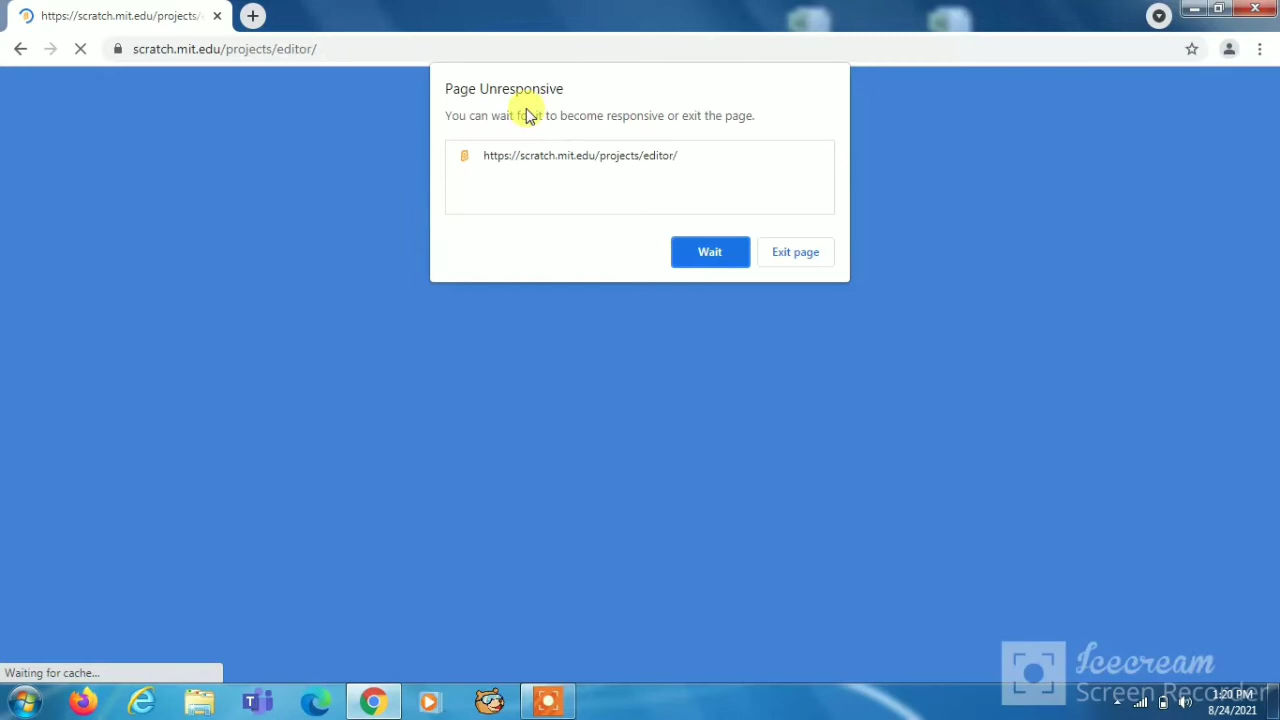 https://scratch.mit.edu/projects/
scratch.mit.edu/projects/editor/
Page Unresponsive
You can wait for it to become responsive or exit the page.
https://scratch.mit.edu/projects/editor/
Wait
Exit page
Waiting for cache...
Icecream
Screen Recorder
1:20 PM
8/24/2021